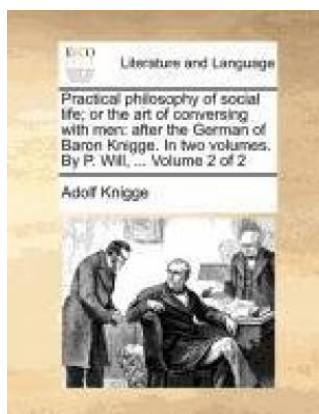 ECCO
Literature and Language
Practical philosophy of social
life; or the art of conversing
with men: after the German of
Baron Knigge. In two volumes.
By P. Will, ... Volume 2 of 2
Adolf Knigge